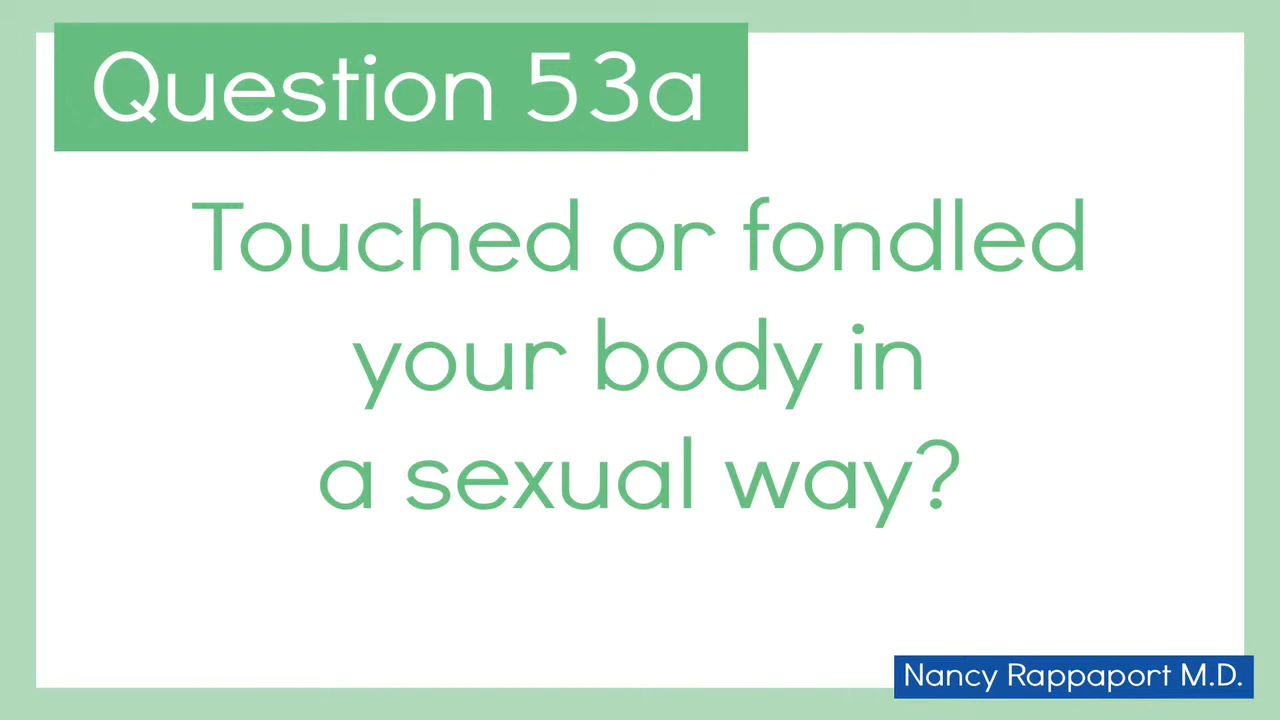 Question 53a
Touched or fondled
your body in
a sexual way?
Nancy Rappaport M.D.